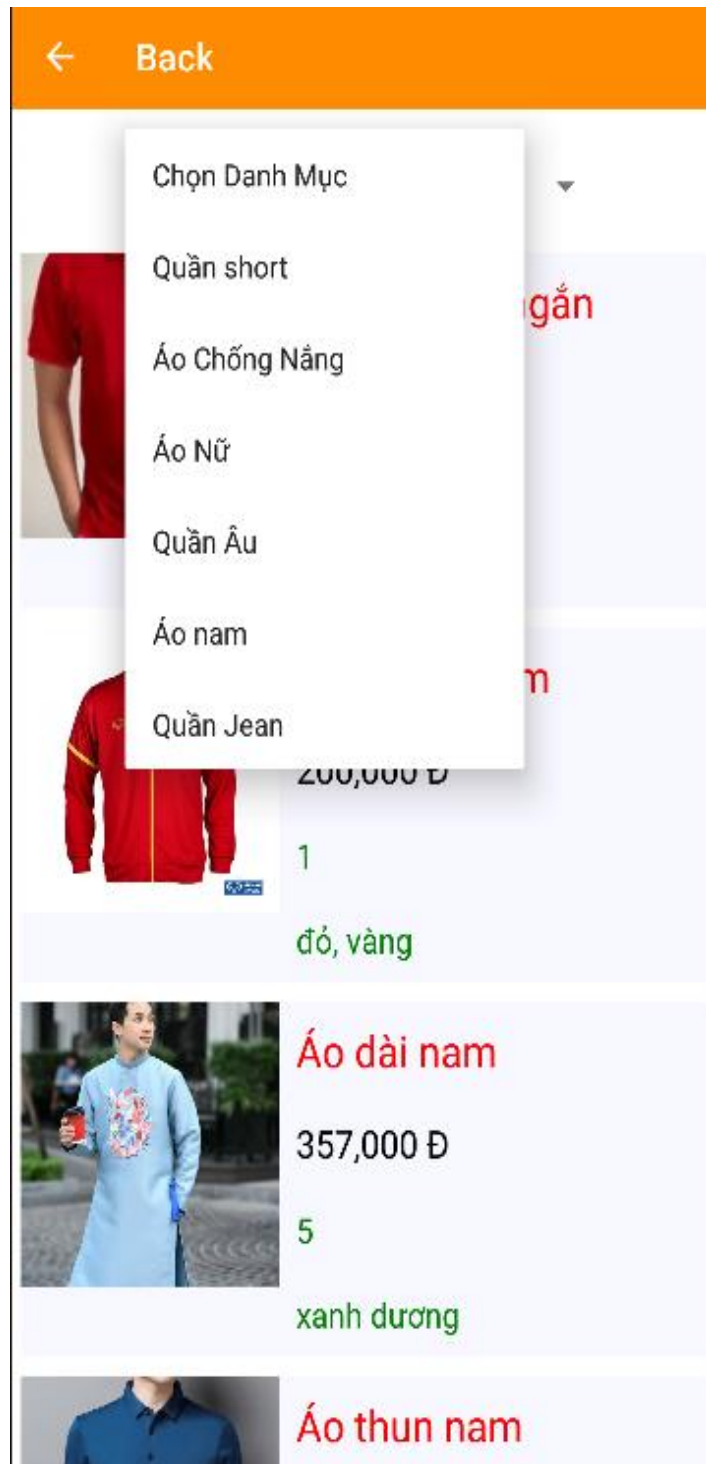 Back
Chọn Danh Mục
Quần short
Áo Chống Nắng
Áo Nữ
Quần Âu
Áo nam
Quần Jean
200,000 Đ
1
đỏ, vàng
Áo dài nam
357,000 Đ
5
xanh dương
Áo thun nam